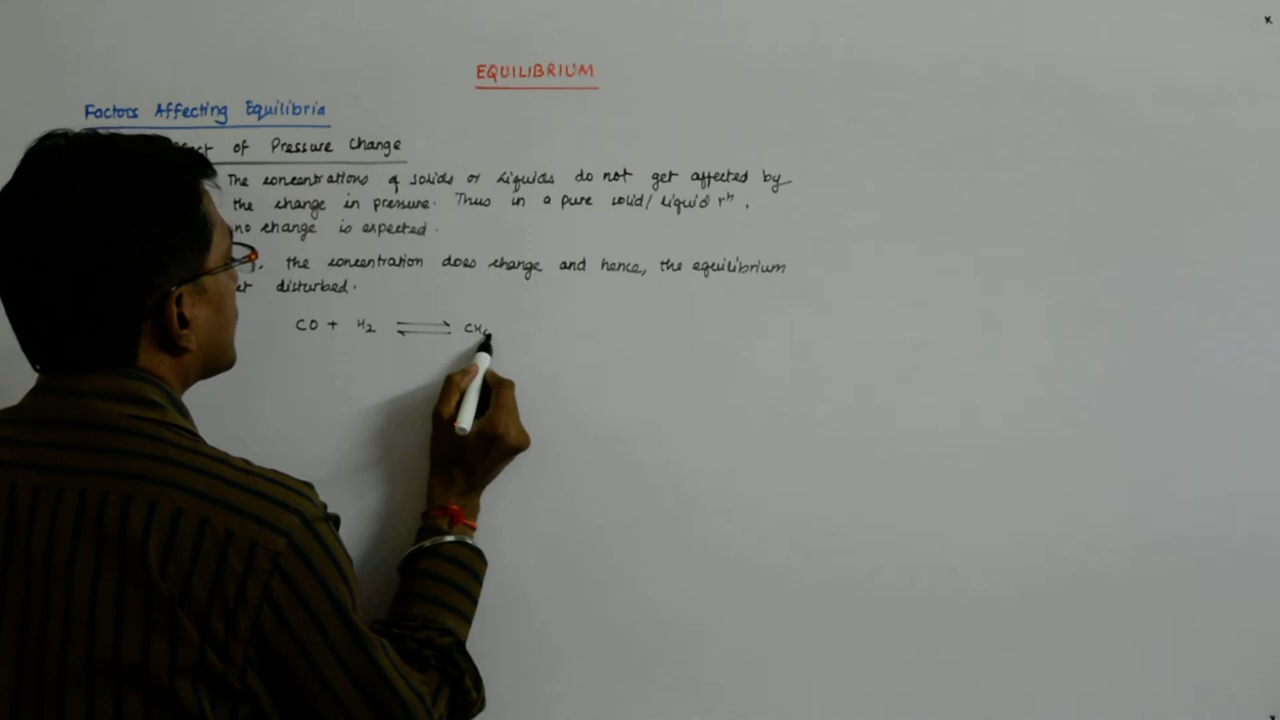 EQUILIBRIUM
Factors Affecting Equilibria
of Pressure Change
The concentrations of solids or liquids do not get affected by
the change in pressure. Thus in a pure solid/liquid rⁿ,
no change is expected.
the concentration does change and hence, the equilibrium
disturbed.
CO + H₂ ⇌ CH₄